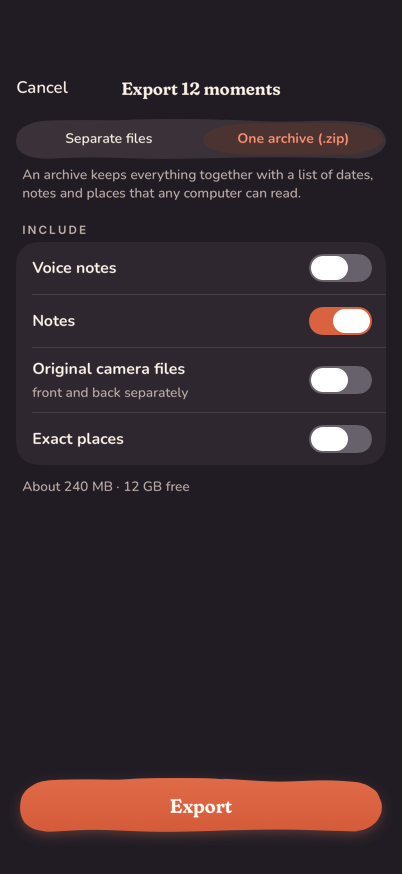 Cancel
Export 12 moments
Separate files
One archive (.zip)
An archive keeps everything together with a list of dates,
notes and places that any computer can read.
INCLUDE
Voice notes
Notes
Original camera files
front and back separately
Exact places
About 240 MB · 12 GB free
Export